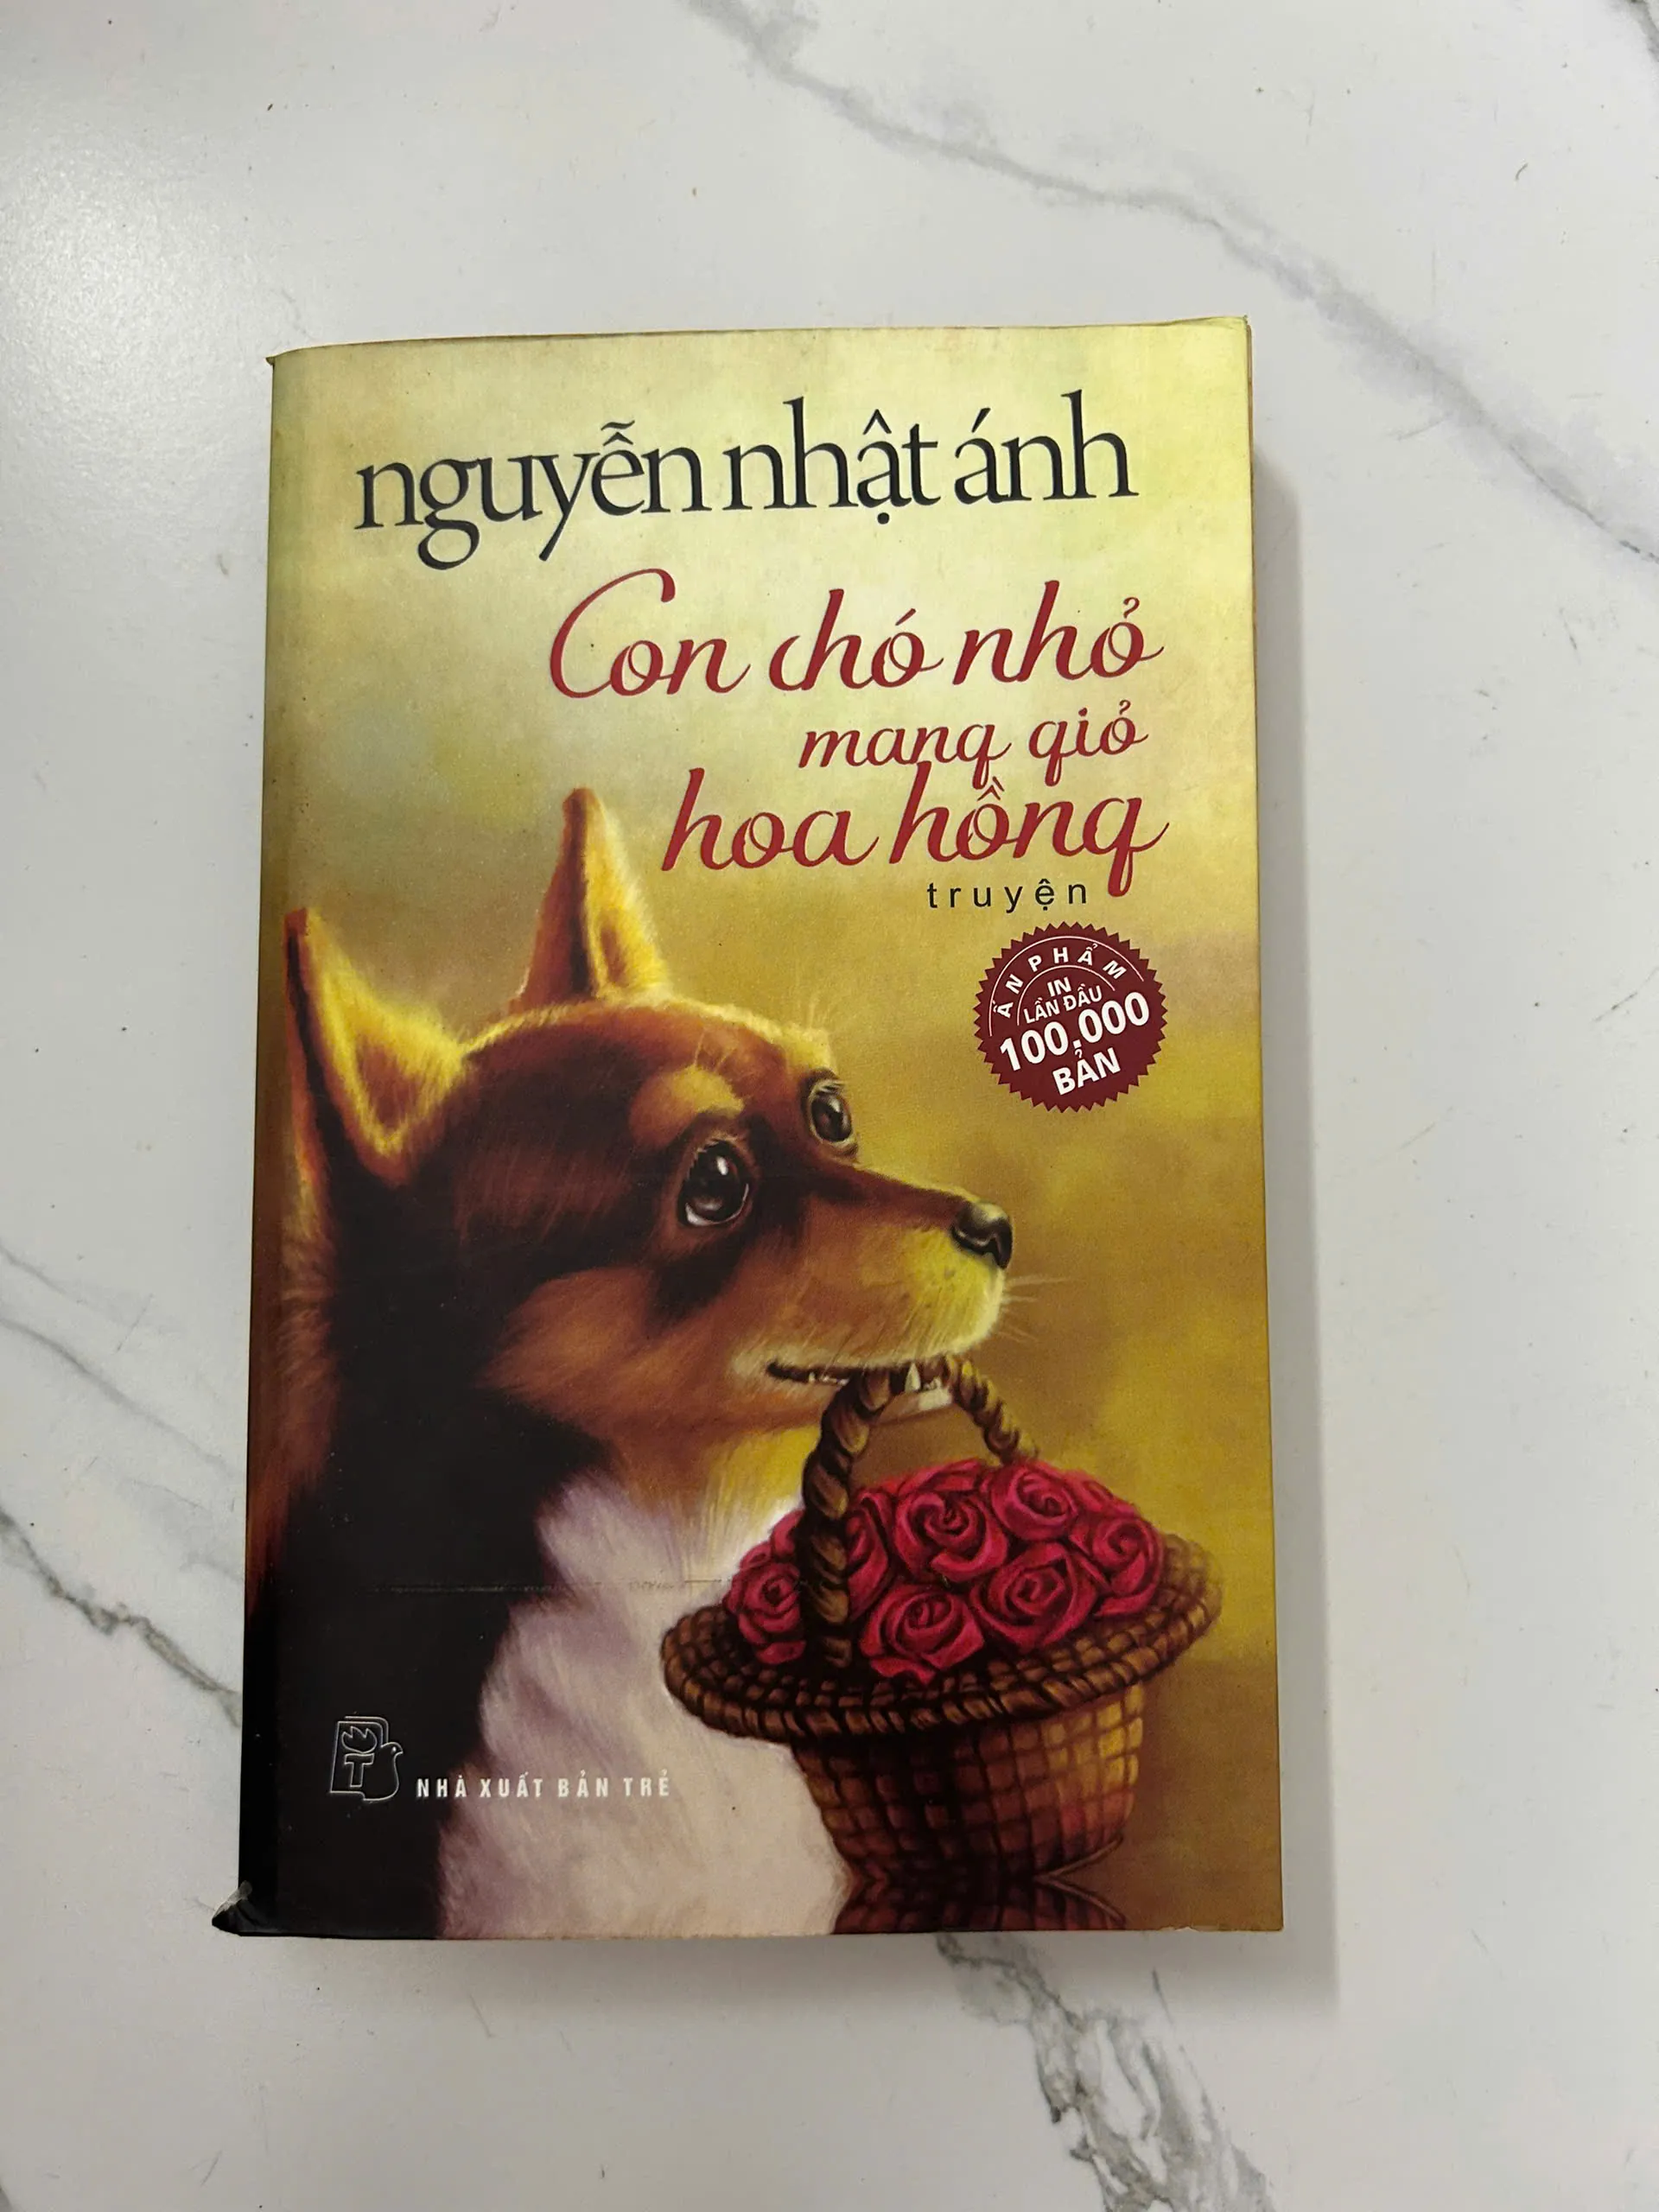 nguyễn nhật ánh
Con chó nhỏ
mang giỏ
hoa hồng
truyện
ẤN PHẨM
IN
LẦN ĐẦU
100.000
BẢN
T
NHÀ XUẤT BẢN TRẺ